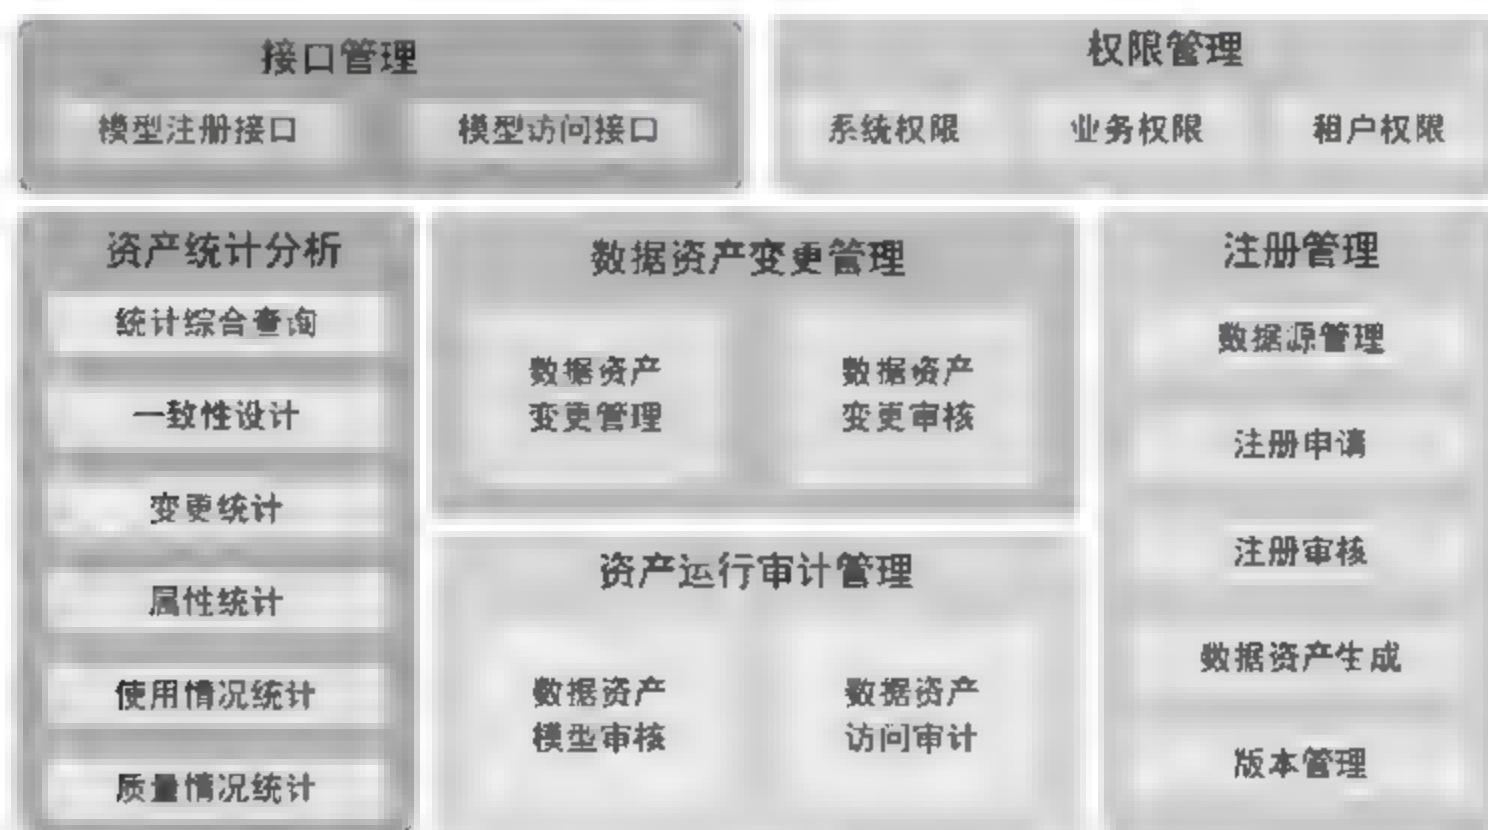 接口管理
模型注册接口 模型访问接口
权限管理
系统权限 业务权限 租户权限
资产统计分析
统计综合查询
一致性设计
变更统计
属性统计
使用情况统计
质量情况统计
数据资产变更管理
数据资产
变更管理
数据资产
变更审核
资产运行审计管理
数据资产
模型审核
数据资产
访问审计
注册管理
数据源管理
注册申请
注册审核
数据资产生成
版本管理